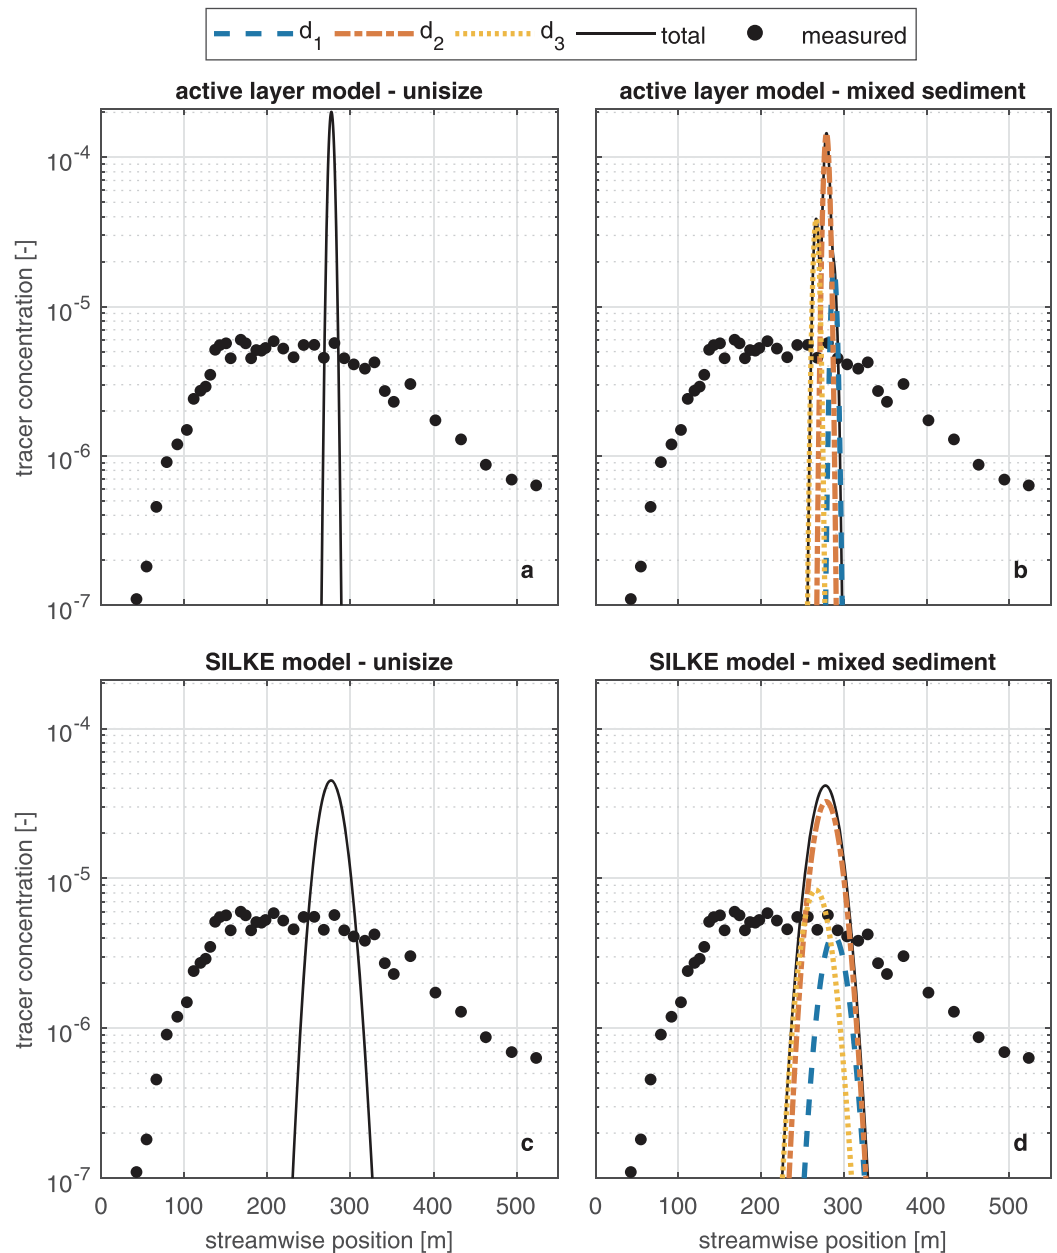 d1 d2 d3 total measured
active layer model - unisize
active layer model - mixed sediment
10-4
10-5
10-6
10-7
tracer concentration [-]
a
b
SILKE model - unisize
SILKE model - mixed sediment
10-4
10-5
10-6
10-7
tracer concentration [-]
c
d
0 100 200 300 400 500
0 100 200 300 400 500
streamwise position [m]
streamwise position [m]